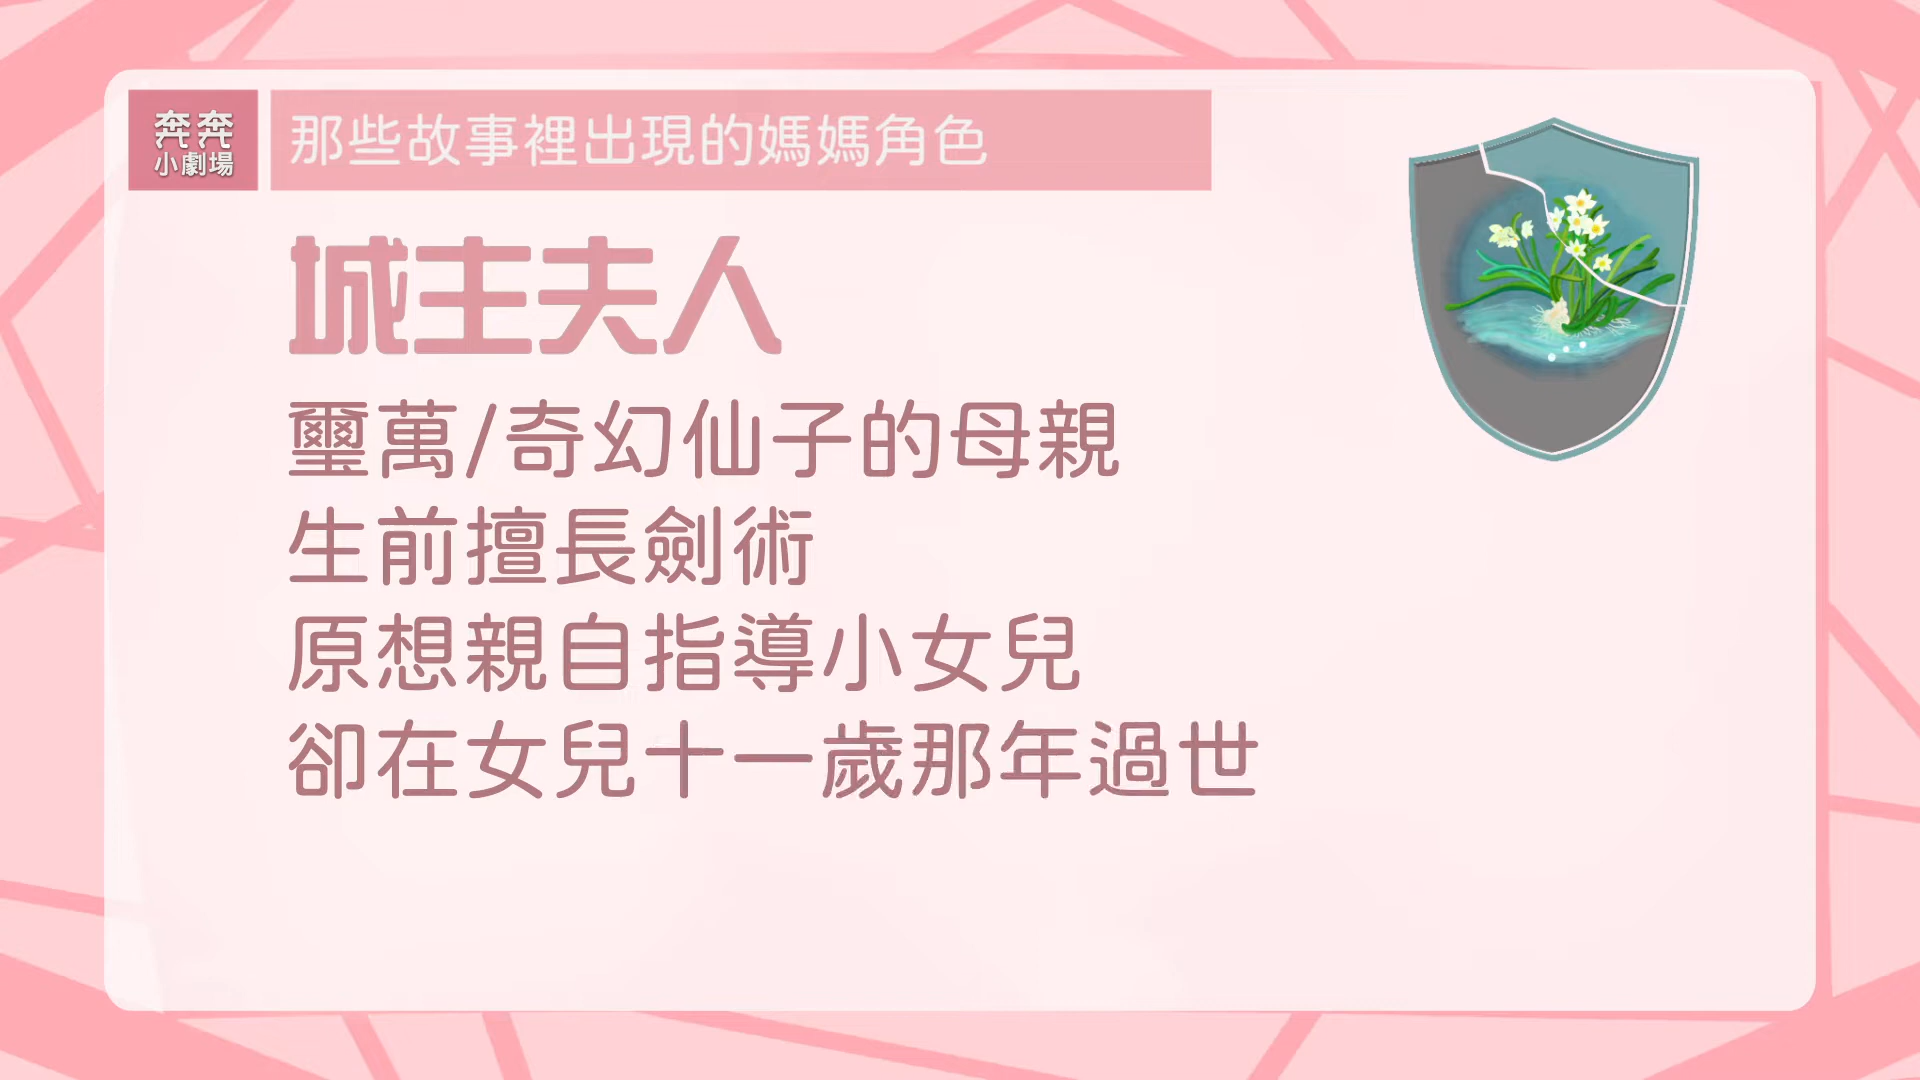 奔奔
小劇場
那些故事裡出現的媽媽角色
城主夫人
璽萬/奇幻仙子的母親
生前擅長劍術
原想親自指導小女兒
卻在女兒十一歲那年過世